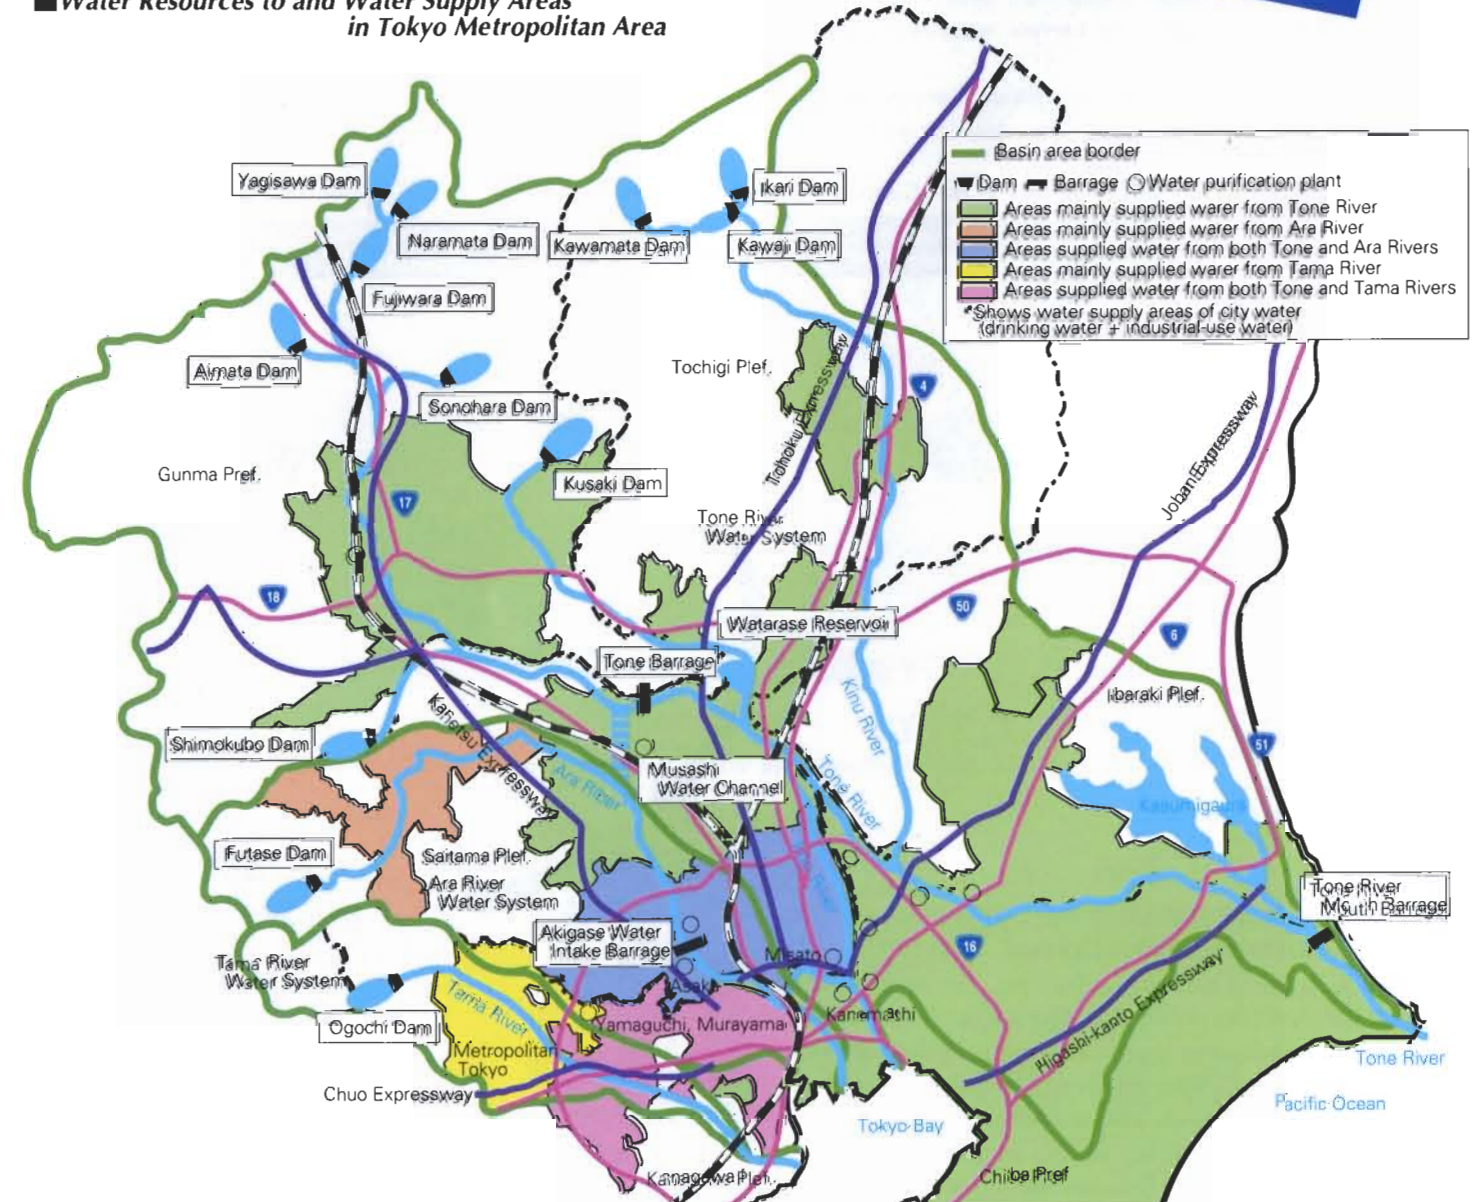 ■Water Resources to and Water Supply Areas
in Tokyo Metropolitan Area
Basin area border
Dam Barrage Water purification plant
Areas mainly supplied warer from Tone River
Areas mainly supplied warer from Ara River
Areas supplied water from both Tone and Ara Rivers
Areas mainly supplied warer from Tama River
Areas supplied water from both Tone and Tama Rivers
*Shows water supply areas of city water
(drinking water + industrial-use water)
Yagisawa Dam
Ikari Dam
Naramata Dam
Kawamata Dam
Kawaji Dam
Fujiwara Dam
Aimata Dam
Tochigi Plef.
Sonohara Dam
4
Tohoku Expressway
Joban Expressway
Gunma Pref.
Kusaki Dam
17
Tone River
Water System
18
50
6
Watarase Reservoir
Tone Barrage
Kinu River
Ibaraki Plef.
Kanetsu Expressway
Shimokubo Dam
51
Musashi
Water Channel
Ara River
Tone River
Kasumigaura
Futase Dam
Saitama Plef.
Ara River
Water System
Tone River
Mouth Barrage
Akigase Water
Intake Barrage
16
Misato
Tama River
Water System
Asaka
Tama River
Kanamachi
Ogochi Dam
Yamaguchi, Murayama
Higashi-kanto Expressway
Metropolitan
Tokyo
Tone River
Chuo Expressway
Pacific Ocean
Tokyo Bay
Kanagawa Plef.
Chiba Pref